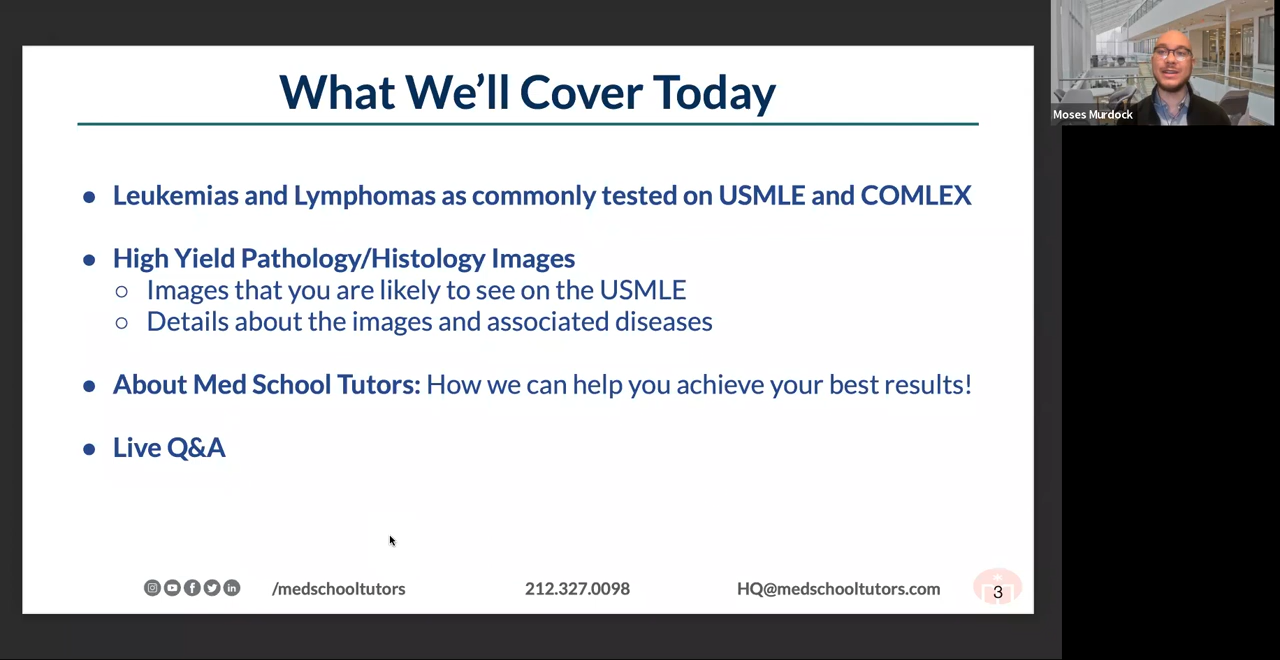 What We’ll Cover Today
Moses Murdock
● Leukemias and Lymphomas as commonly tested on USMLE and COMLEX
● High Yield Pathology/Histology Images
○ Images that you are likely to see on the USMLE
○ Details about the images and associated diseases
● About Med School Tutors: How we can help you achieve your best results!
● Live Q&A
/medschooltutors 212.327.0098 HQ@medschooltutors.com 3